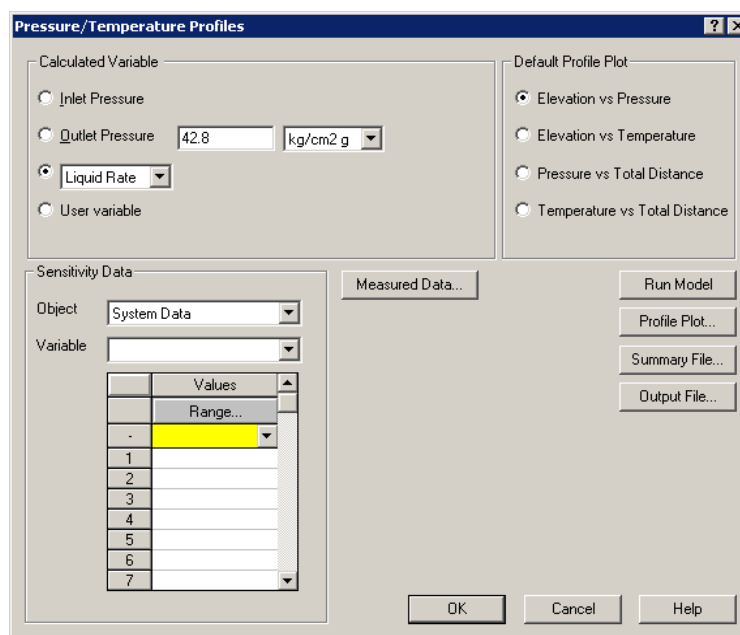 Pressure/Temperature Profiles
Calculated Variable
Inlet Pressure
Outlet Pressure 42.8 kg/cm2 g
Liquid Rate
User variable
Default Profile Plot
Elevation vs Pressure
Elevation vs Temperature
Pressure vs Total Distance
Temperature vs Total Distance
Sensitivity Data
Object System Data
Variable
Values
Range...
-
1
2
3
4
5
6
7
Measured Data...
Run Model
Profile Plot...
Summary File...
Output File...
OK Cancel Help